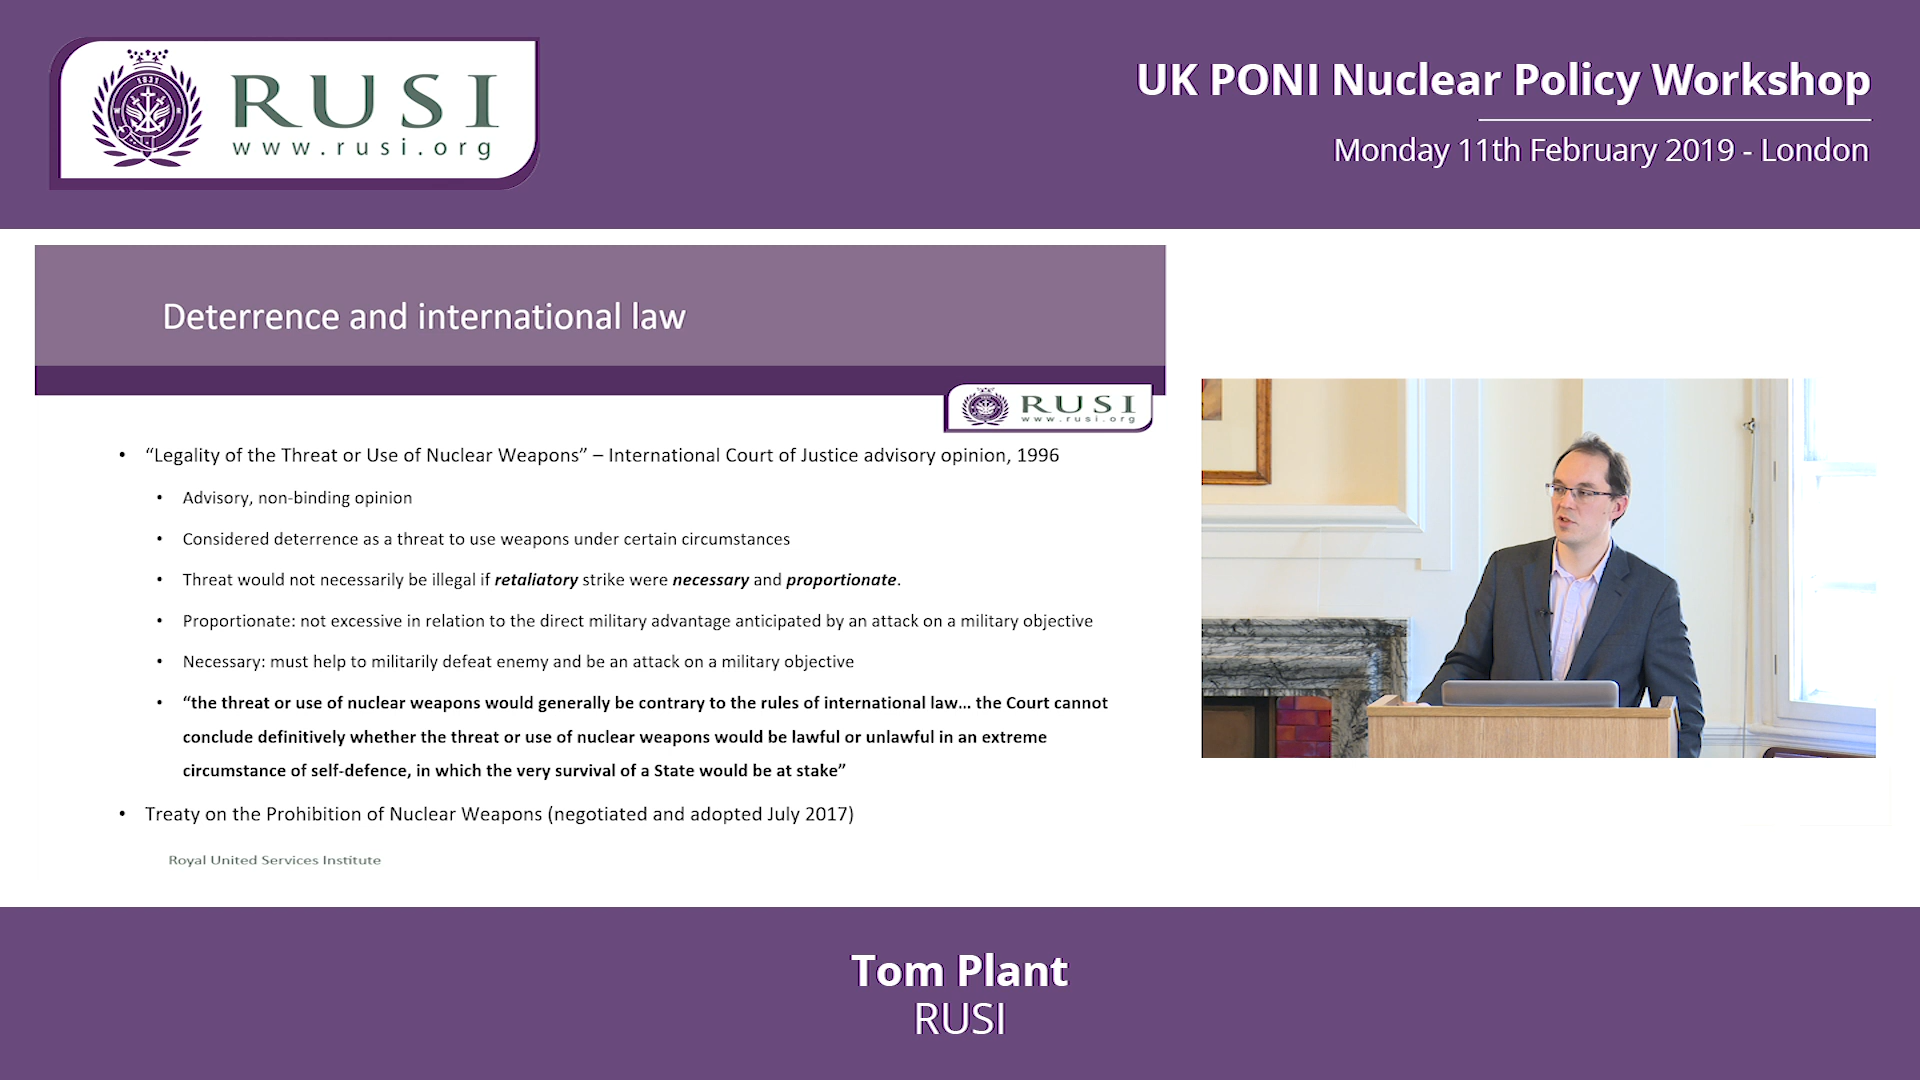 1831
RUSI
www.rusi.org
UK PONI Nuclear Policy Workshop
Monday 11th February 2019 - London
Deterrence and international law
RUSI
www.rusi.org
• “Legality of the Threat or Use of Nuclear Weapons” – International Court of Justice advisory opinion, 1996
• Advisory, non-binding opinion
• Considered deterrence as a threat to use weapons under certain circumstances
• Threat would not necessarily be illegal if retaliatory strike were necessary and proportionate.
• Proportionate: not excessive in relation to the direct military advantage anticipated by an attack on a military objective
• Necessary: must help to militarily defeat enemy and be an attack on a military objective
• “the threat or use of nuclear weapons would generally be contrary to the rules of international law... the Court cannot
conclude definitively whether the threat or use of nuclear weapons would be lawful or unlawful in an extreme
circumstance of self-defence, in which the very survival of a State would be at stake”
• Treaty on the Prohibition of Nuclear Weapons (negotiated and adopted July 2017)
Royal United Services Institute
Tom Plant
RUSI